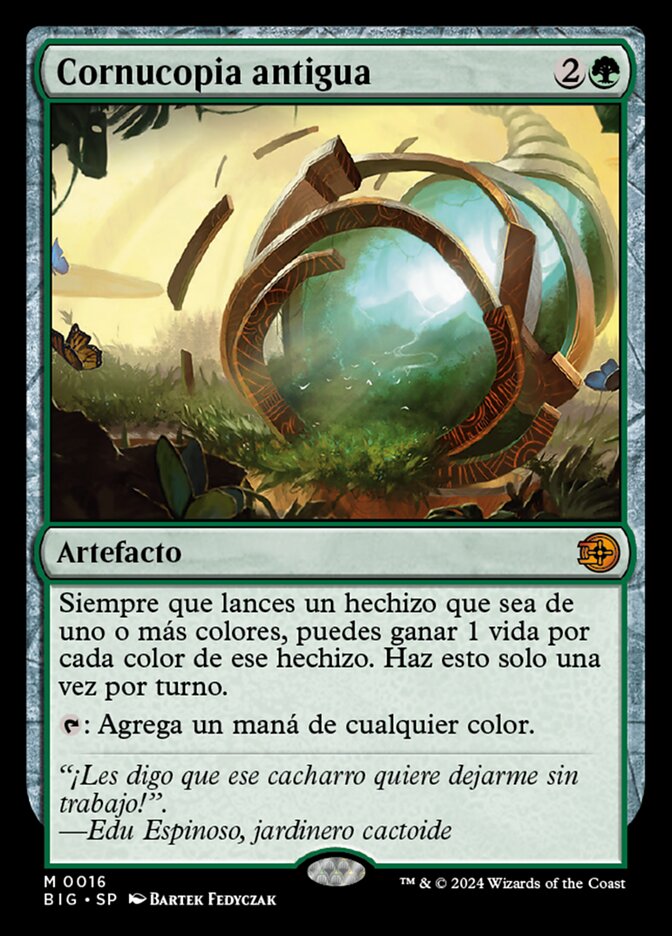 Cornucopia antigua
2
Artefacto
Siempre que lances un hechizo que sea de
uno o más colores, puedes ganar 1 vida por
cada color de ese hechizo. Haz esto solo una
vez por turno.
: Agrega un maná de cualquier color.
“¡Les digo que ese cacharro quiere dejarme sin
trabajo!”.
—Edu Espinoso, jardinero cactoide
M 0016
BIG • SP Bartek Fedyczak
™ & © 2024 Wizards of the Coast